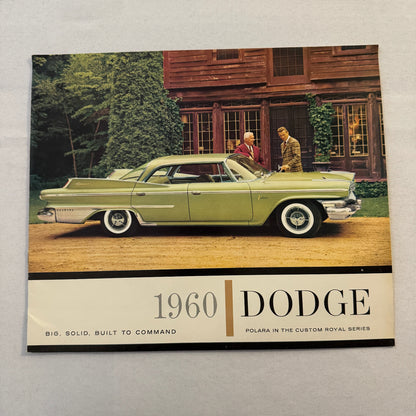 1960 DODGE
BIG. SOLID. BUILT TO COMMAND
POLARA IN THE CUSTOM ROYAL SERIES